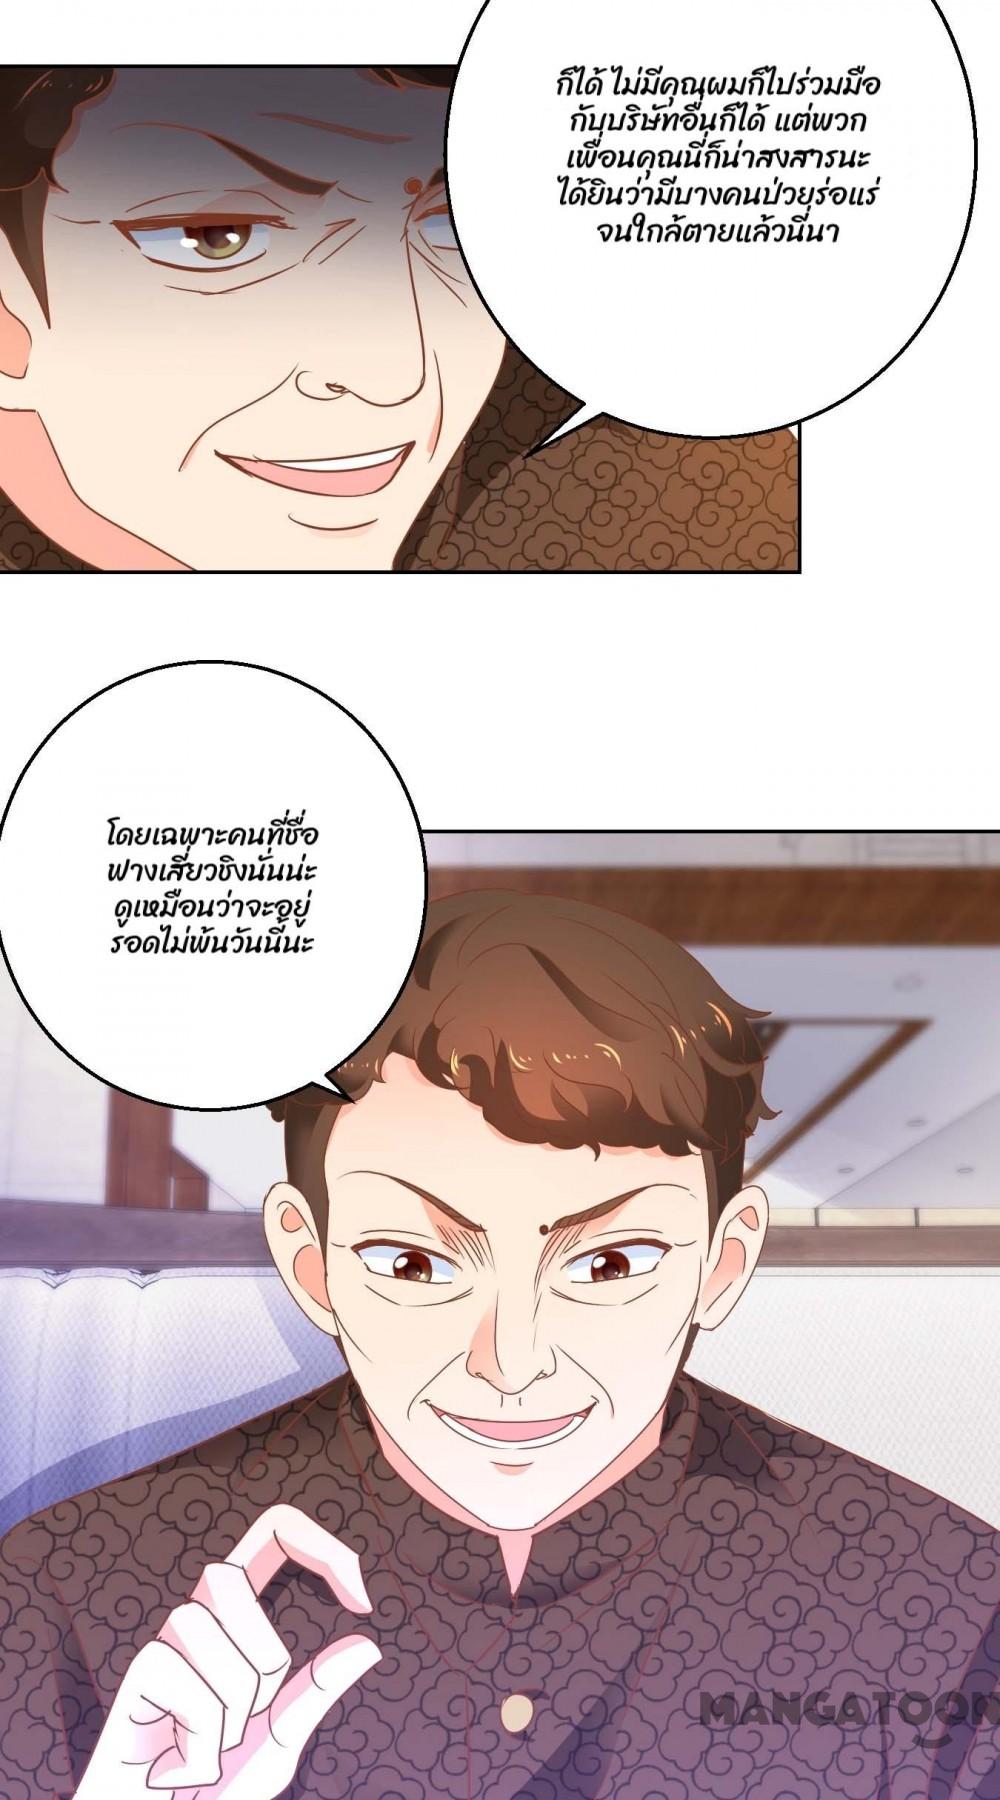 ก็ได้ ไม่มีคุณผมก็ไปร่วมมือ
กับบริษัทอื่นก็ได้ แต่พวก
เพื่อนคุณนี่ก็น่าสงสารนะ
ได้ยินว่ามีบางคนป่วยร่อแร่
จนใกล้ตายแล้วนี่นา
โดยเฉพาะคนที่ชื่อ
ฟางเสี่ยวชิงนั่นน่ะ
ดูเหมือนว่าจะอยู่
รอดไม่พ้นวันนี้นะ
MANGATOON